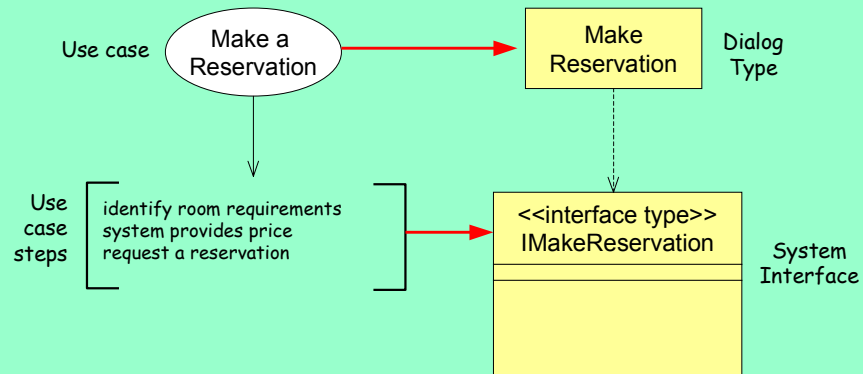 Use case
Make a
Reservation
Make
Reservation
Dialog
Type
Use
case
steps
identify room requirements
system provides price
request a reservation
<<interface type>>
IMakeReservation
System
Interface